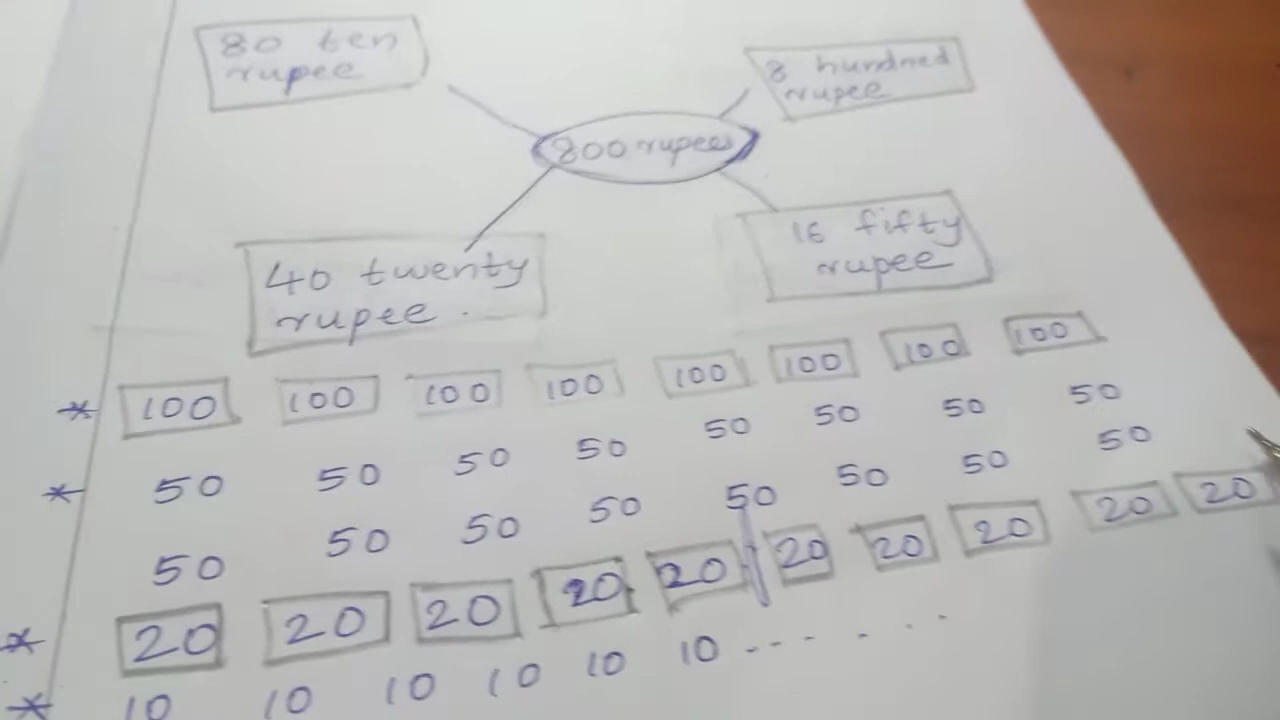 80 ten
rupee
8 hundred
rupee
800 rupees
40 twenty
rupee.
16 fifty
rupee
* 100 100 100 100 100 100 100 100
* 50 50 50 50 50 50 50 50
50 50 50 50 50 50 50 50
* 20 20 20 20 20 20 20 20 20 20
* 10 10 10 10 10 10 - - - . . .